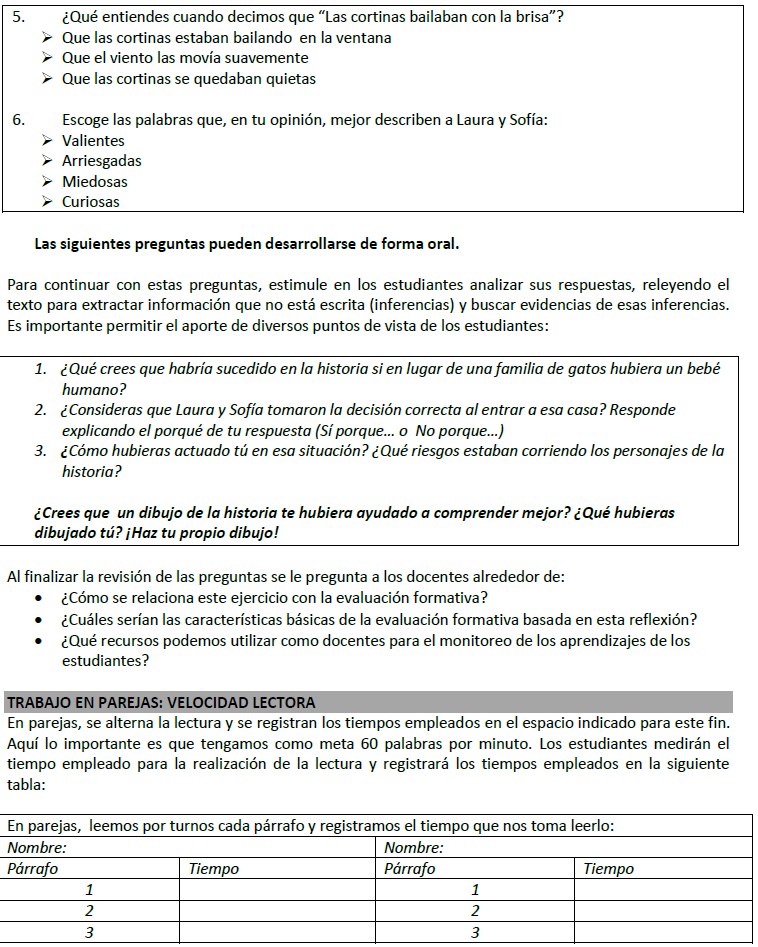 5. ¿Qué entiendes cuando decimos que “Las cortinas bailaban con la brisa”?
➢ Que las cortinas estaban bailando en la ventana
➢ Que el viento las movía suavemente
➢ Que las cortinas se quedaban quietas
6. Escoge las palabras que, en tu opinión, mejor describen a Laura y Sofía:
➢ Valientes
➢ Arriesgadas
➢ Miedosas
➢ Curiosas
Las siguientes preguntas pueden desarrollarse de forma oral.
Para continuar con estas preguntas, estimule en los estudiantes analizar sus respuestas, releyendo el
texto para extractar información que no está escrita (inferencias) y buscar evidencias de esas inferencias.
Es importante permitir el aporte de diversos puntos de vista de los estudiantes:
1. ¿Qué crees que habría sucedido en la historia si en lugar de una familia de gatos hubiera un bebé
humano?
2. ¿Consideras que Laura y Sofía tomaron la decisión correcta al entrar a esa casa? Responde
explicando el porqué de tu respuesta (Sí porque… o No porque…)
3. ¿Cómo hubieras actuado tú en esa situación? ¿Qué riesgos estaban corriendo los personajes de la
historia?
¿Crees que un dibujo de la historia te hubiera ayudado a comprender mejor? ¿Qué hubieras
dibujado tú? ¡Haz tu propio dibujo!
Al finalizar la revisión de las preguntas se le pregunta a los docentes alrededor de:
• ¿Cómo se relaciona este ejercicio con la evaluación formativa?
• ¿Cuáles serían las características básicas de la evaluación formativa basada en esta reflexión?
• ¿Qué recursos podemos utilizar como docentes para el monitoreo de los aprendizajes de los
estudiantes?
TRABAJO EN PAREJAS: VELOCIDAD LECTORA
En parejas, se alterna la lectura y se registran los tiempos empleados en el espacio indicado para este fin.
Aquí lo importante es que tengamos como meta 60 palabras por minuto. Los estudiantes medirán el
tiempo empleado para la realización de la lectura y registrará los tiempos empleados en la siguiente
tabla:
En parejas, leemos por turnos cada párrafo y registramos el tiempo que nos toma leerlo:
Nombre: Nombre:
Párrafo Tiempo Párrafo Tiempo
1 1
2 2
3 3